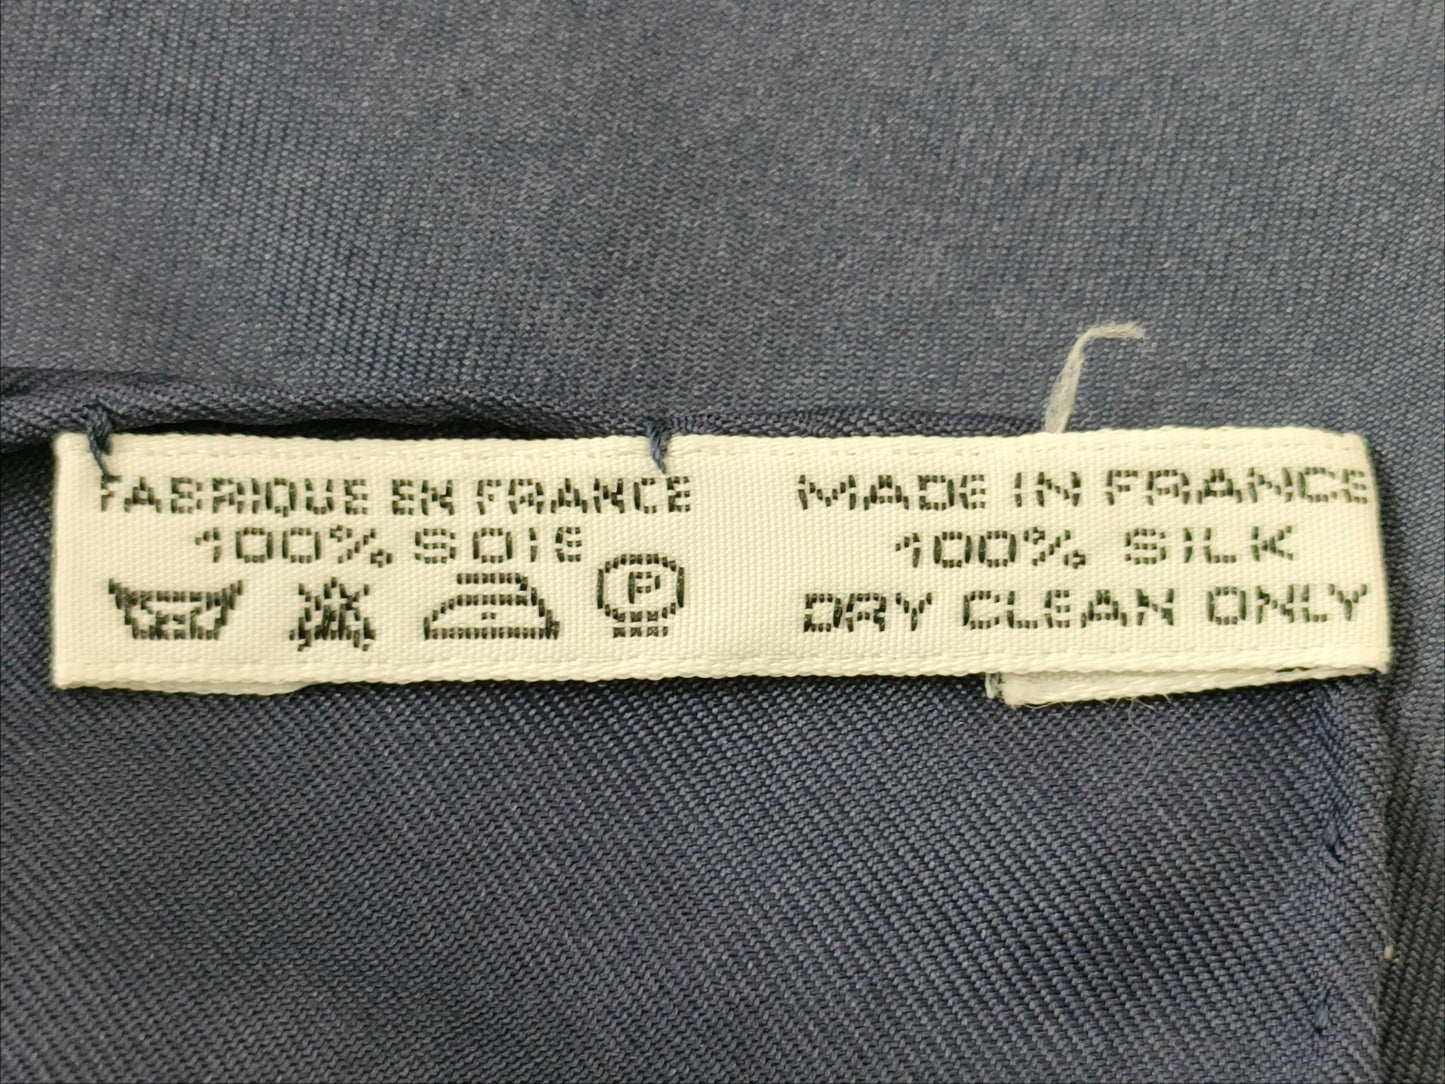 FABRIQUE EN FRANCE
100% SOIE
P
MADE IN FRANCE
100% SILK
DRY CLEAN ONLY